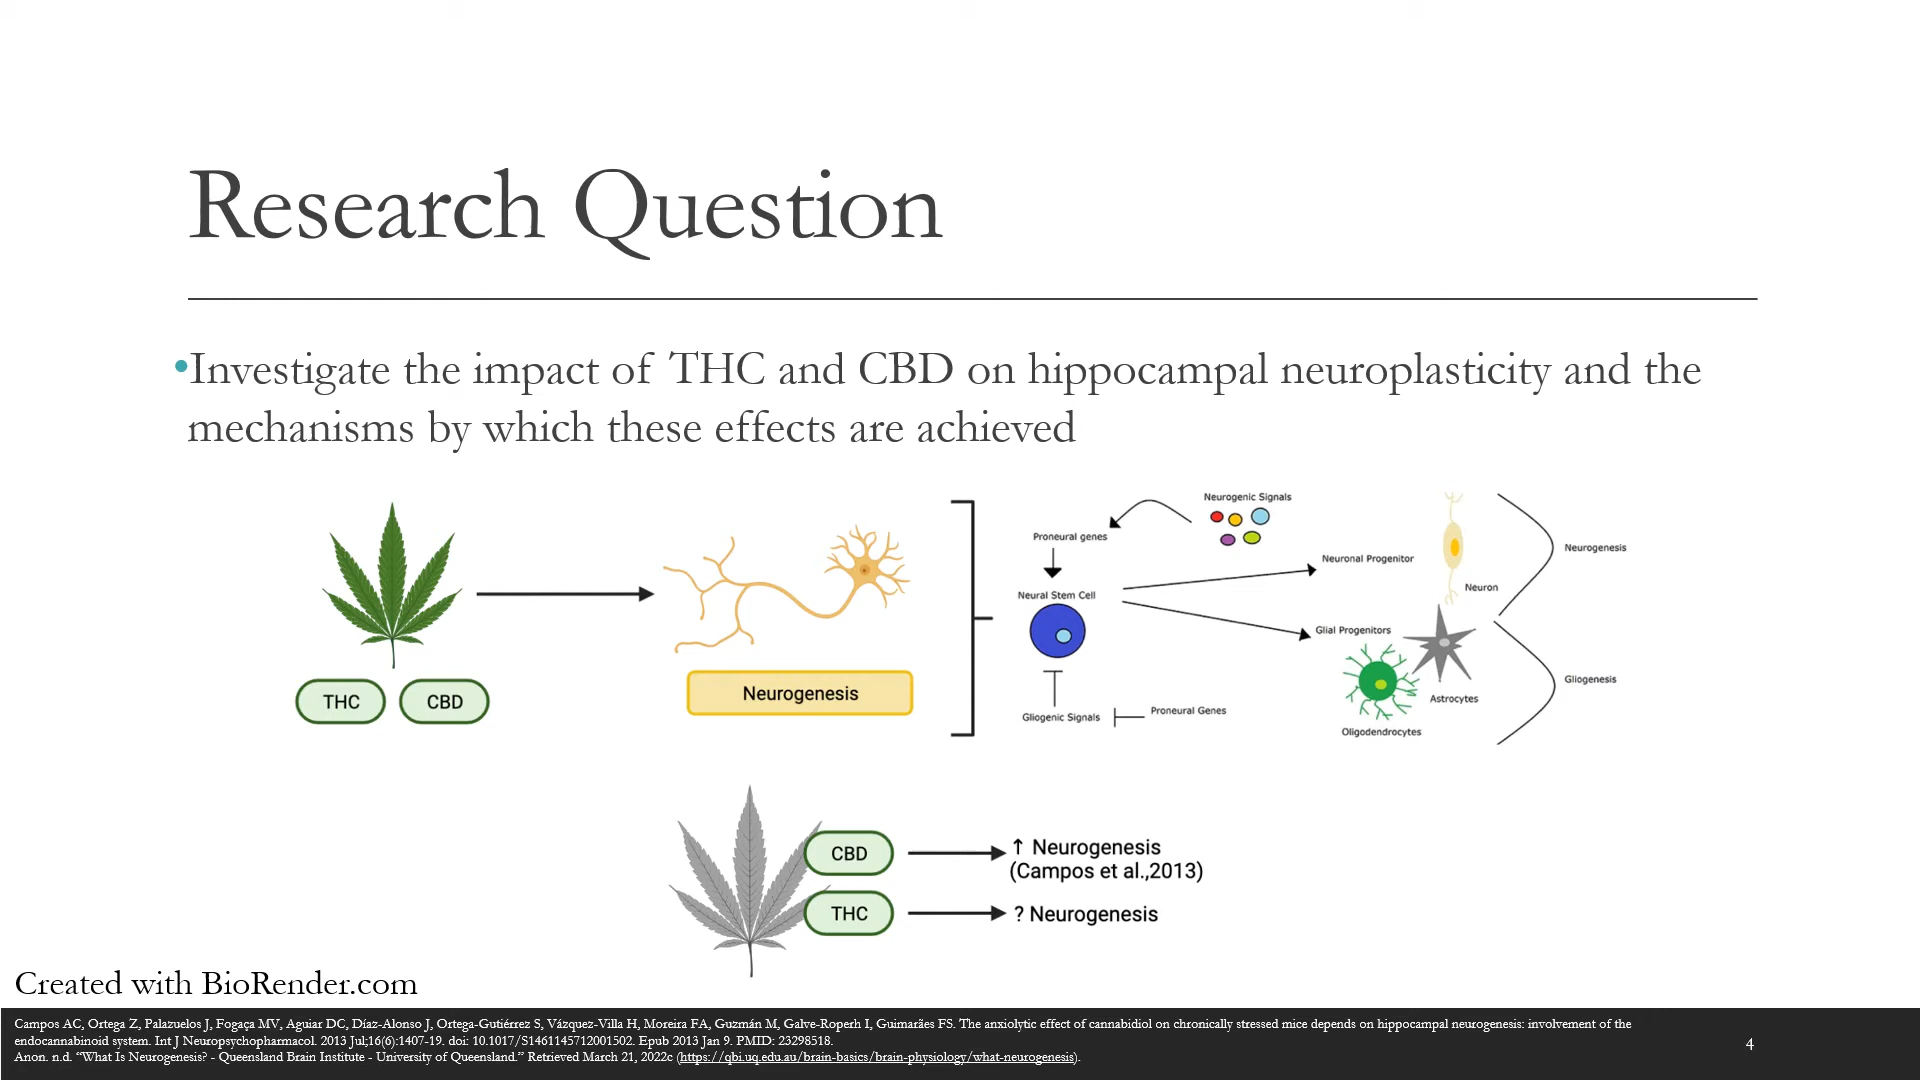 Research Question
•Investigate the impact of THC and CBD on hippocampal neuroplasticity and the
mechanisms by which these effects are achieved
THC
CBD
Neurogenesis
Neurogenic Signals
Proneural genes
Neural Stem Cell
Gliogenic Signals
Proneural Genes
Neuronal Progenitor
Neuron
Glial Progenitors
Astrocytes
Oligodendrocytes
Neurogenesis
Gliogenesis
CBD
↑ Neurogenesis
(Campos et al.,2013)
THC
? Neurogenesis
Created with BioRender.com
Campos AC, Ortega Z, Palazuelos J, Fogaça MV, Aguiar DC, Díaz-Alonso J, Ortega-Gutiérrez S, Vázquez-Villa H, Moreira FA, Guzmán M, Galve-Roperh I, Guimarães FS. The anxiolytic effect of cannabidiol on chronically stressed mice depends on hippocampal neurogenesis: involvement of the
endocannabinoid system. Int J Neuropsychopharmacol. 2013 Jul;16(6):1407-19. doi: 10.1017/S1461145712001502. Epub 2013 Jan 9. PMID: 23298518.
Anon. n.d. “What Is Neurogenesis? - Queensland Brain Institute - University of Queensland.” Retrieved March 21, 2022c (https://qbi.uq.edu.au/brain-basics/brain-physiology/what-neurogenesis).
4